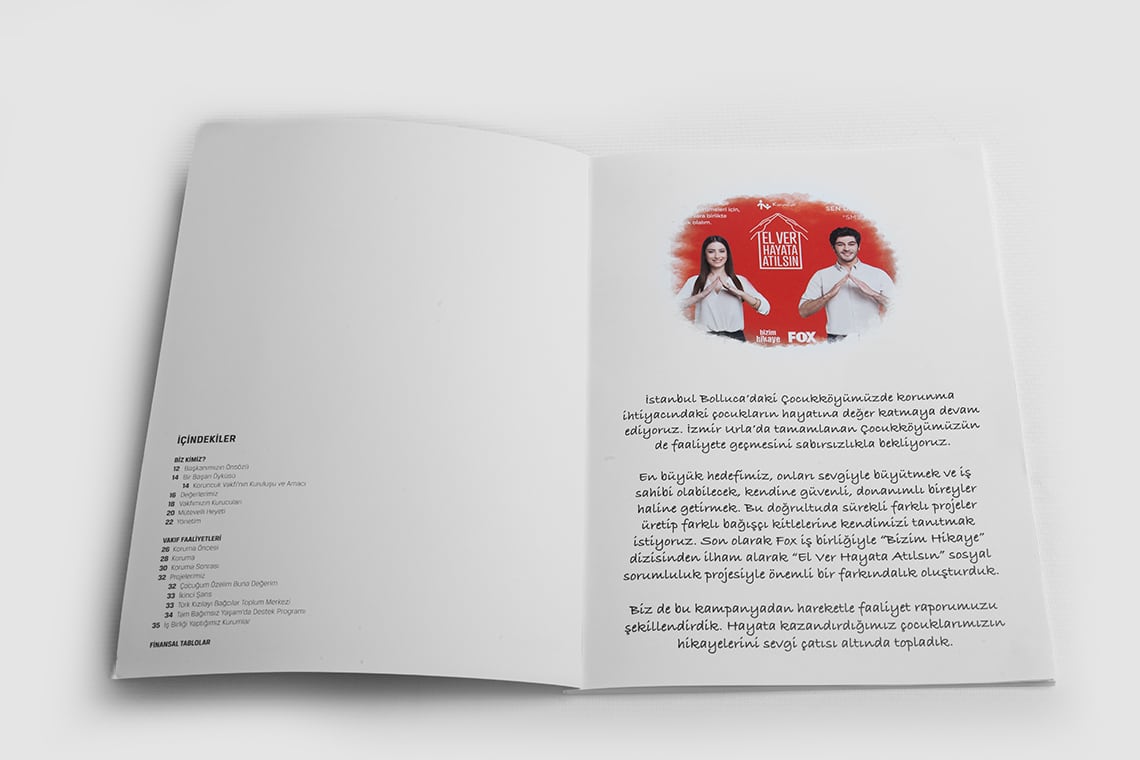 İÇİNDEKİLER
BİZ KİMİZ?
12 Başkanımızın Önsözü
14 Bir Başarı Öyküsü
14 Koruncuk Vakfı'nın Kuruluşu ve Amacı
16 Değerlerimiz
18 Vakfımızın Kurucuları
20 Mütevelli Heyeti
22 Yönetim
VAKIF FAALİYETLERİ
26 Koruma Öncesi
28 Koruma
30 Koruma Sonrası
32 Projelerimiz
32 Çocuğum Özelim Buna Değerim
33 İkinci Şans
33 Türk Kızılayı Bağcılar Toplum Merkezi
34 Tam Bağımsız Yaşam'da Destek Programı
35 İş Birliği Yaptığımız Kurumlar
FİNANSAL TABLOLAR
birlikte
olalım.
SEN
EL VER
HAYATA
ATILSIN
bizim
hikaye
FOX
İstanbul Bolluca'daki Çocukköyümüzde korunma
ihtiyacındaki çocukların hayatına değer katmaya devam
ediyoruz. İzmir Urla'da tamamlanan Çocukköyümüzün
de faaliyete geçmesini sabırsızlıkla bekliyoruz.
En büyük hedefimiz, onları sevgiyle büyütmek ve iş
sahibi olabilecek, kendine güvenli, donanımlı bireyler
haline getirmek. Bu doğrultuda sürekli farklı projeler
üretip farklı bağışçı kitlelerine kendimizi tanıtmak
istiyoruz. Son olarak Fox iş birliğiyle "Bizim Hikaye"
dizisinden ilham alarak "El Ver Hayata Atılsın" sosyal
sorumluluk projesiyle önemli bir farkındalık oluşturduk.
Biz de bu kampanyadan hareketle faaliyet raporumuzu
şekillendirdik. Hayata kazandırdığımız çocuklarımızın
hikayelerini sevgi çatısı altında topladık.